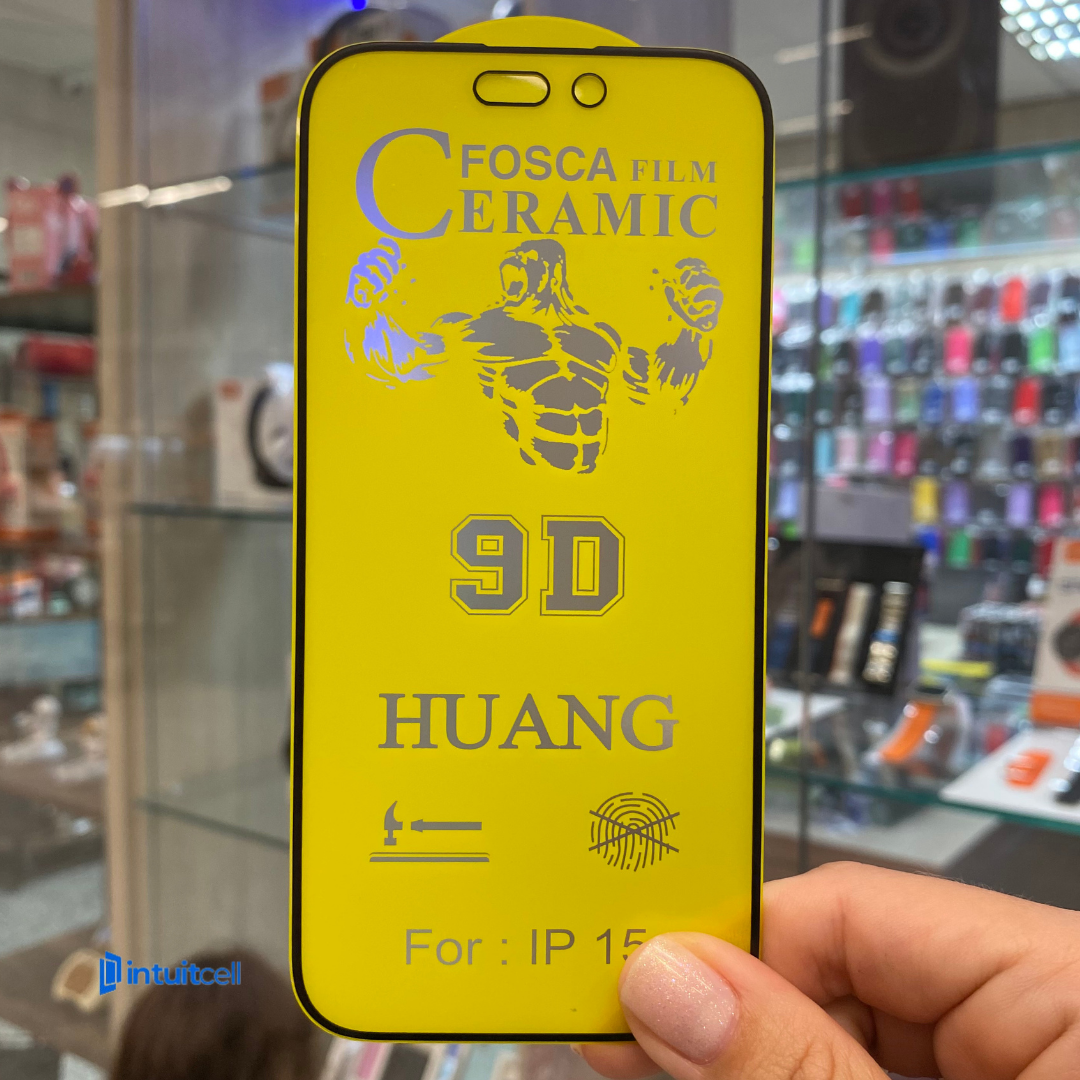 FOSCA FILM
CERAMIC
9D
HUANG
For : IP 15
intuitcell